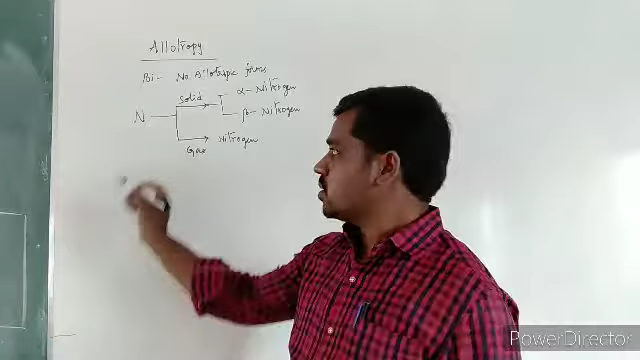 Allotropy
Bi - No Allotropic forms
Solid
α - Nitrogen
N
β - Nitrogen
Gas
Nitrogen
PowerDirector